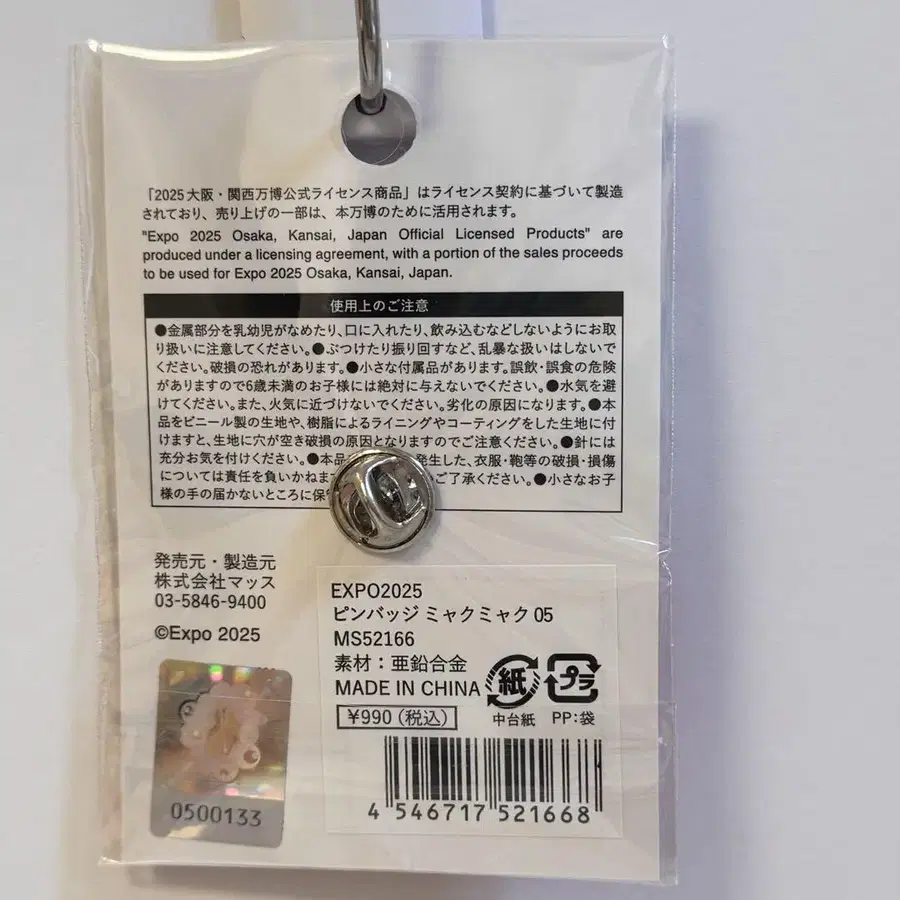 「2025大阪・関西万博公式ライセンス商品」はライセンス契約に基づいて製造
されており、売り上げの一部は、本万博のために活用されます。
"Expo 2025 Osaka, Kansai, Japan Official Licensed Products" are
produced under a licensing agreement, with a portion of the sales proceeds
to be used for Expo 2025 Osaka, Kansai, Japan.
使用上のご注意
●金属部分を乳幼児がなめたり、口に入れたり、飲み込むなどしないようにお取
り扱いに注意してください。●ぶつけたり振り回すなど、乱暴な扱いはしないで
ください。破損の恐れがあります。●小さな付属品があります。誤飲・誤食の危険
がありますので6歳未満のお子様には絶対に与えないでください。●水気を避
けてください。また、火気に近づけないでください。劣化の原因になります。●本
品をビニール製の生地や、樹脂によるライニングやコーティングをした生地に付
けますと、生地に穴が空き破損の原因となりますのでご注意ください。●針には
充分お気を付けください。●本品 発生した、衣服・鞄等の破損・損傷
については責任を負いかねま ご了承ください。●小さなお子
様の手の届かないところに保
発売元・製造元
株式会社マッス
03-5846-9400
©Expo 2025
0500133
EXPO2025
ピンバッジ ミャクミャク 05
MS52166
素材：亜鉛合金
MADE IN CHINA
¥990（税込）
紙
中台紙
プラ
PP：袋
4 546717 521668